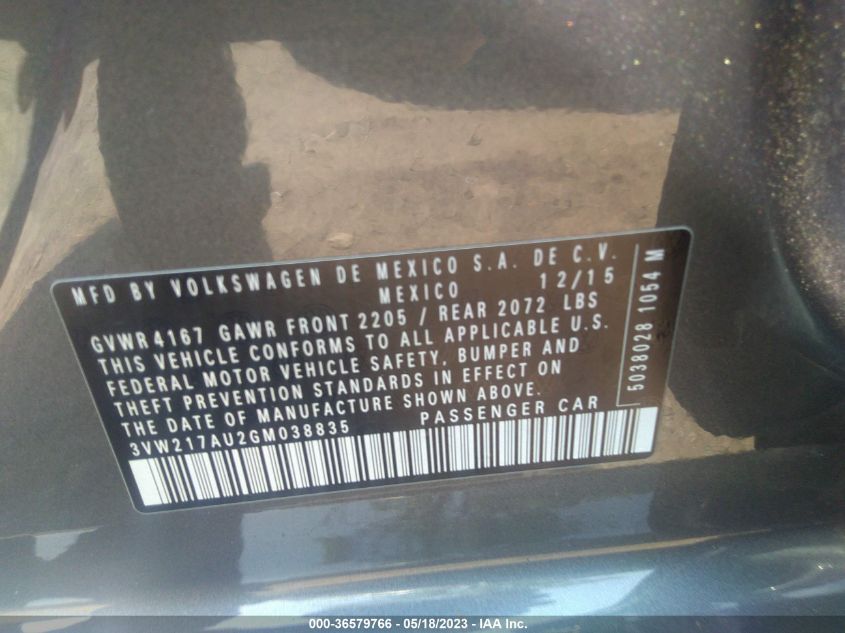 MFD BY VOLKSWAGEN DE MEXICO S.A. DE C.V.
MEXICO 12/15
GVWR 4167 GAWR FRONT 2205 / REAR 2072 LBS
THIS VEHICLE CONFORMS TO ALL APPLICABLE U.S.
FEDERAL MOTOR VEHICLE SAFETY, BUMPER AND
THEFT PREVENTION STANDARDS IN EFFECT ON
THE DATE OF MANUFACTURE SHOWN ABOVE.
3VW217AU2GM038835 PASSENGER CAR
5038028 1054 M
000-36579766 - 05/18/2023 - IAA Inc.